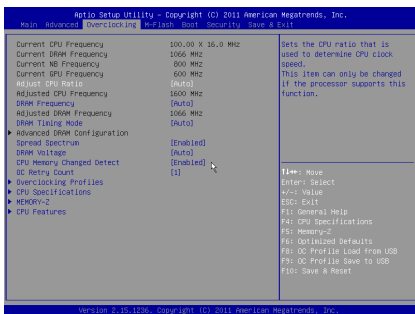 Aptio Setup Utility - Copyright (C) 2011 American Megatrends, Inc.
Main Advanced Overclocking M-Flash Boot Security Save & Exit
Current CPU Frequency 100.00 X 16.0 MHz
Current DRAM Frequency 1066 MHz
Current NB Frequency 800 MHz
Current GPU Frequency 600 MHz
Adjust CPU Ratio [Auto]
Adjusted CPU Frequency 1600 MHz
DRAM Frequency [Auto]
Adjusted DRAM Frequency 1066 MHz
DRAM Timing Mode [Auto]
Advanced DRAM Configuration
Spread Spectrum [Enabled]
DRAM Voltage [Auto]
CPU Memory Changed Detect [Enabled]
OC Retry Count [1]
Overclocking Profiles
CPU Specifications
MEMORY-Z
CPU Features
Sets the CPU ratio that is
used to determine CPU clock
speed.
This item can only be changed
if the processor supports this
function.
↑↓←→: Move
Enter: Select
+/-: Value
ESC: Exit
F1: General Help
F4: CPU Specifications
F5: Memory-Z
F6: Optimized Defaults
F8: OC Profile Load from USB
F9: OC Profile Save to USB
F10: Save & Reset
Version 2.15.1236. Copyright (C) 2011 American Megatrends, Inc.